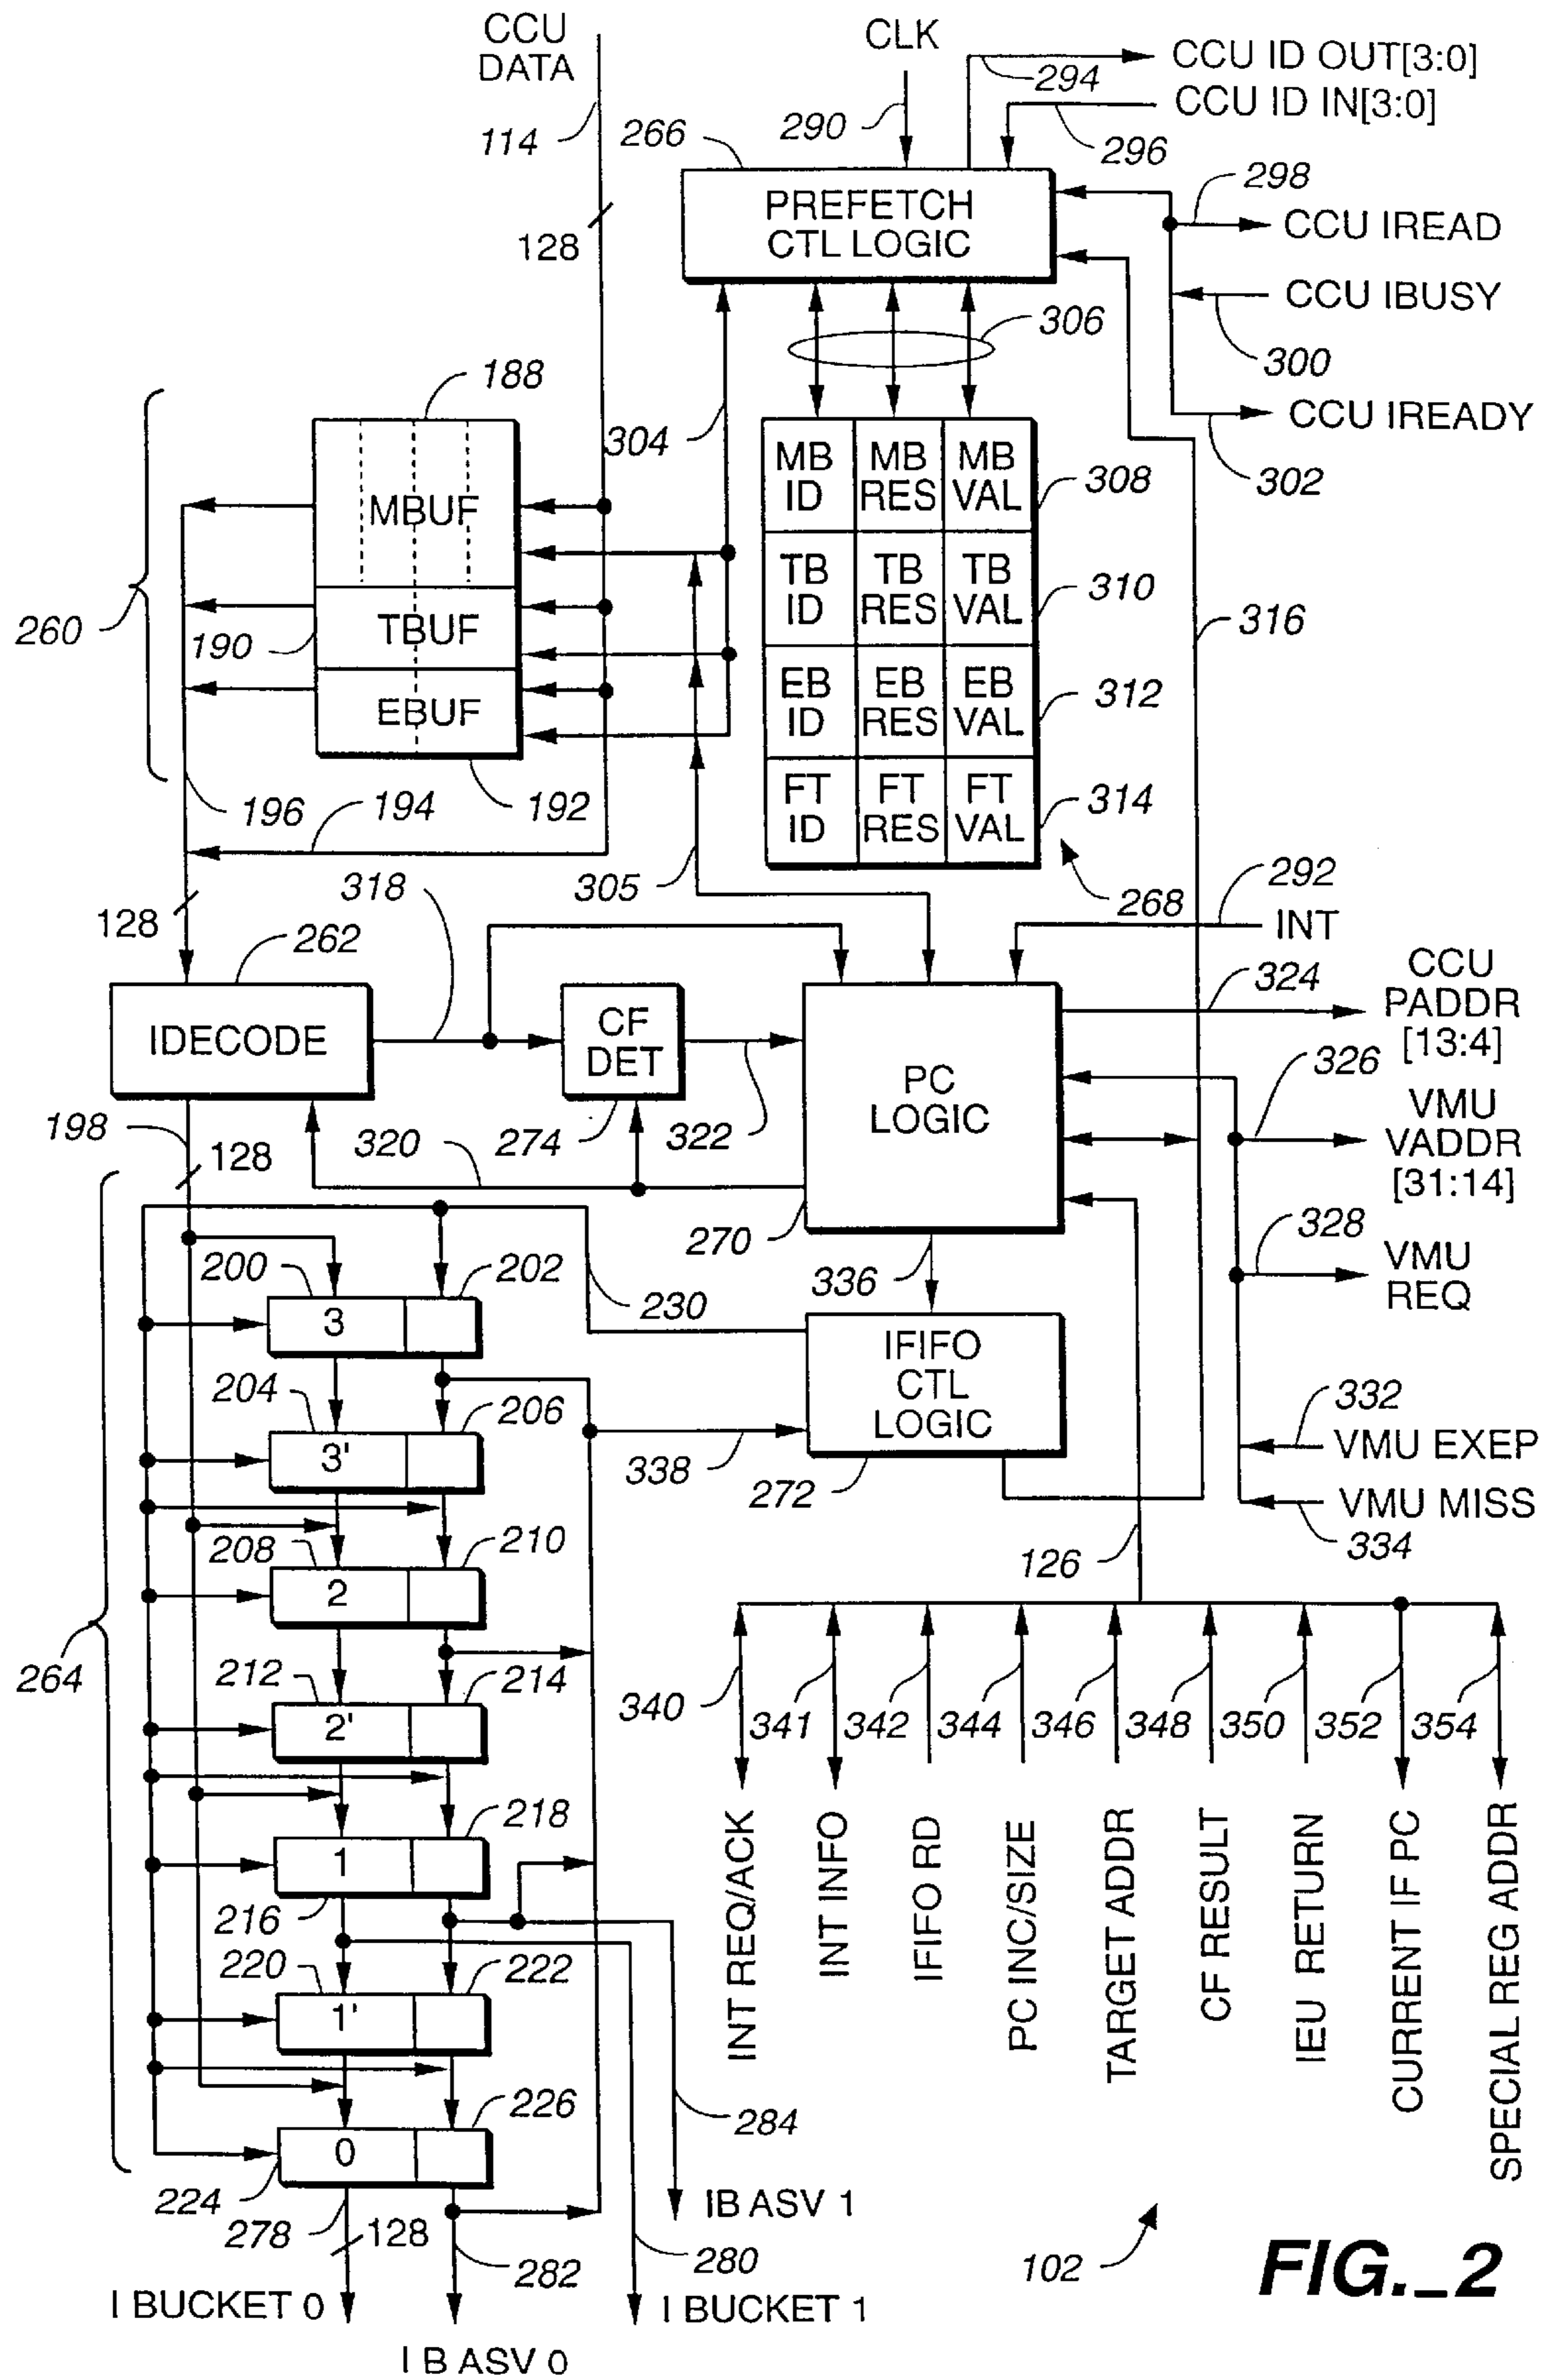 CCU
DATA
CLK
CCU ID OUT[3:0]
294
CCU ID IN[3:0]
114
266
290
296
298
128
PREFETCH
CTL LOGIC
CCU IREAD
CCU IBUSY
306
300
188
304
CCU IREADY
302
MB
ID
MB
RES
MB
VAL
308
MBUF
TB
ID
TB
RES
TB
VAL
310
260
190
TBUF
316
EB
ID
EB
RES
EB
VAL
312
EBUF
FT
ID
FT
RES
FT
VAL
314
196
194
192
318
305
268
292
128
262
INT
CCU
PADDR
[13:4]
324
IDECODE
CF
DET
PC
LOGIC
326
VMU
VADDR
[31:14]
198
128
320
274
322
270
328
VMU
REQ
200
202
336
230
3
IFIFO
CTL
LOGIC
204
206
332
3'
338
272
VMU EXEP
VMU MISS
334
208
210
126
2
264
212
214
340
341
342
344
346
348
350
352
354
2'
218
1
216
INT REQ/ACK
INT INFO
IFIFO RD
PC INC/SIZE
TARGET ADDR
CF RESULT
IEU RETURN
CURRENT IF PC
SPECIAL REG ADDR
220
222
1'
226
284
0
224
278
128
IB ASV 1
282
280
102
FIG._2
I BUCKET 0
I BUCKET 1
I B ASV 0